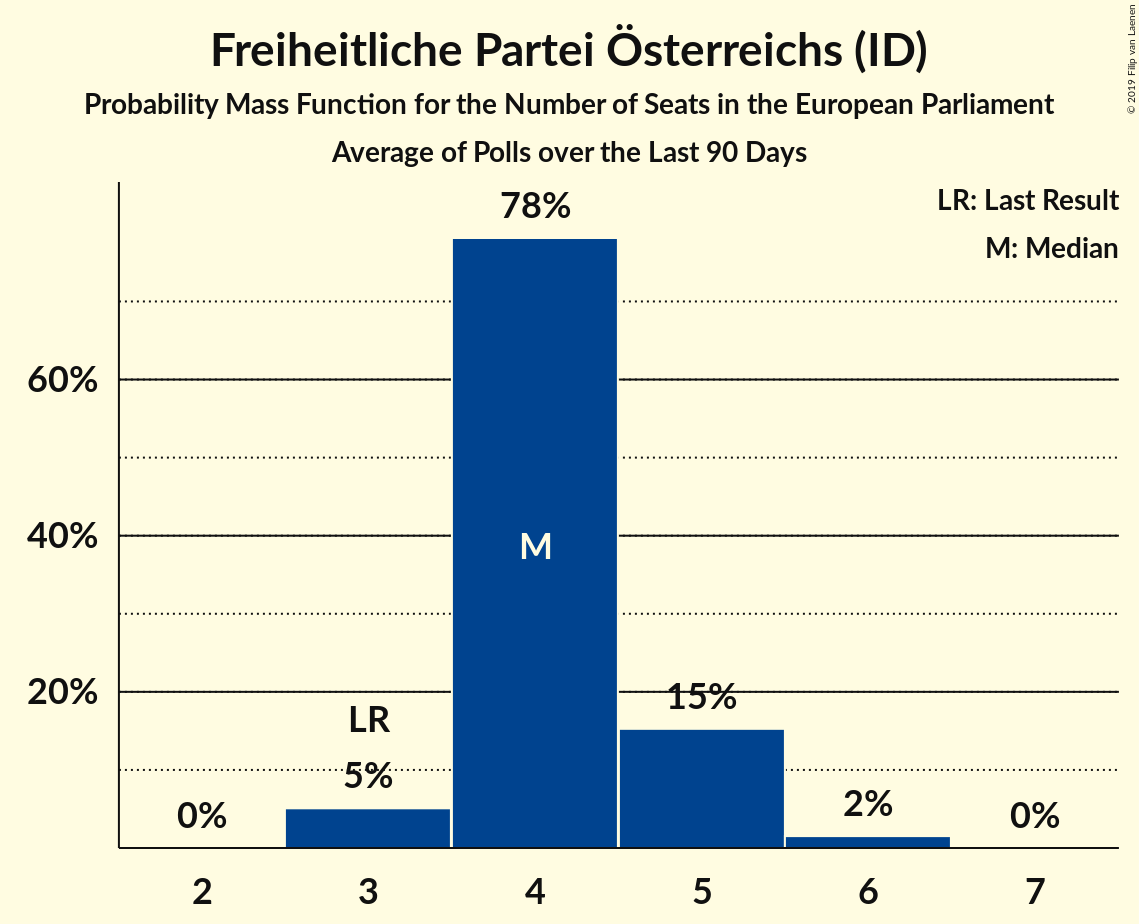 Freiheitliche Partei Österreichs (ID)
Probability Mass Function for the Number of Seats in the European Parliament
Average of Polls over the Last 90 Days
© 2019 Filip van Laenen
LR: Last Result
M: Median
78%
60%
40%
20%
M
LR
0%
5%
15%
2%
0%
2 3 4 5 6 7